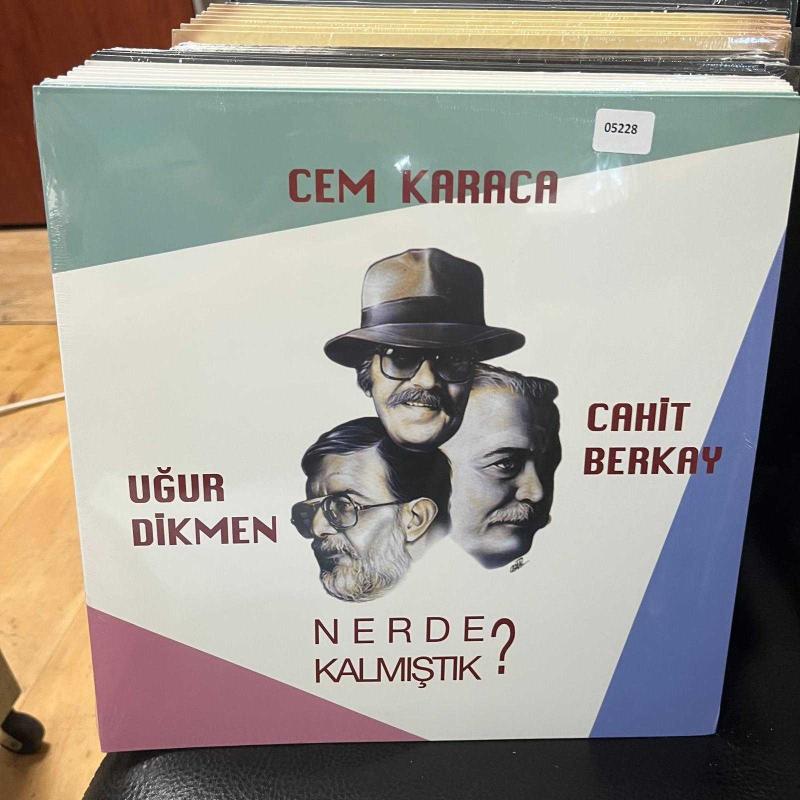 05228
CEM KARACA
CAHİT
BERKAY
UĞUR
DİKMEN
NERDE
KALMIŞTIK?